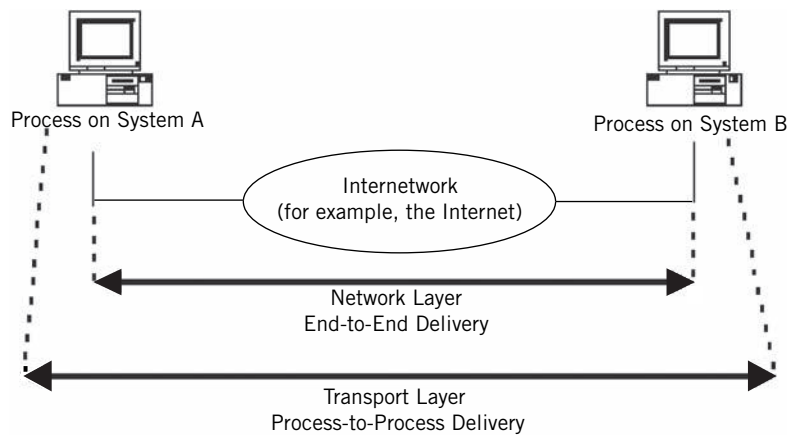 Process on System A
Process on System B
Internetwork
(for example, the Internet)
Network Layer
End-to-End Delivery
Transport Layer
Process-to-Process Delivery